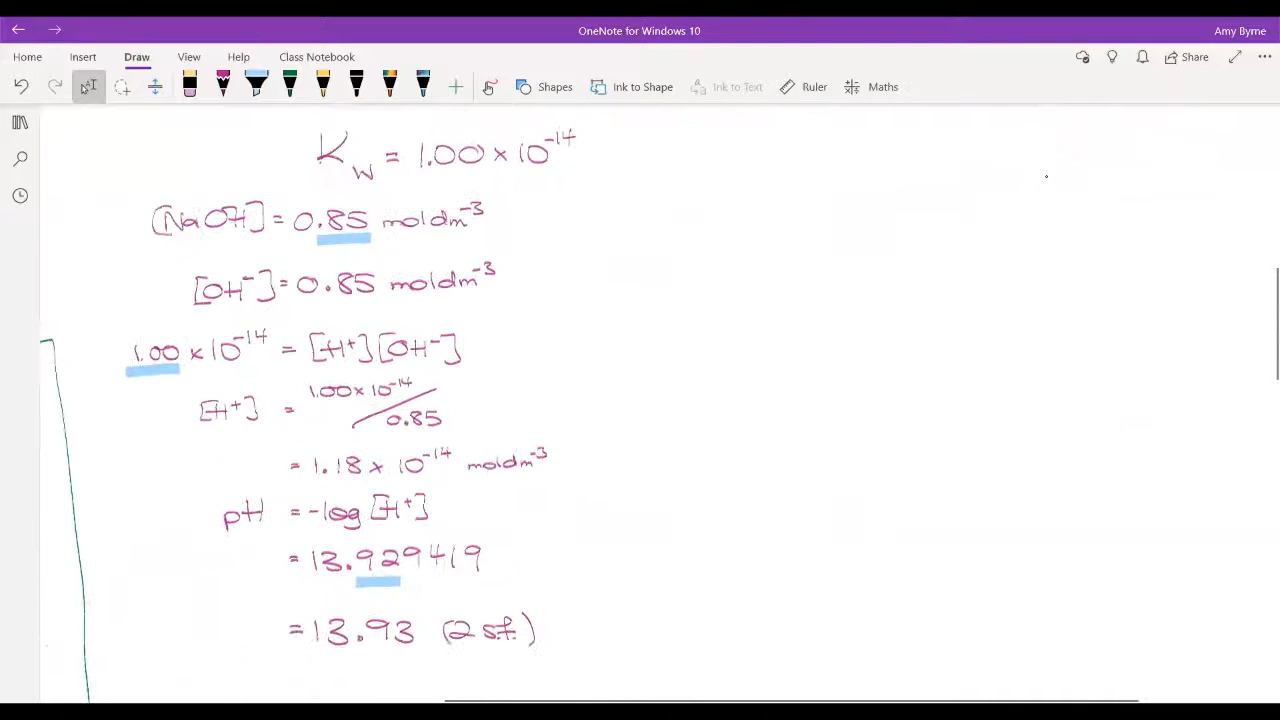 OneNote for Windows 10
Amy Byrne
Home Insert Draw View Help Class Notebook Share
Shapes Ink to Shape Ink to Text Ruler Maths
Kw = 1.00 × 10⁻¹⁴
[NaOH] = 0.85 moldm⁻³
[OH⁻] = 0.85 moldm⁻³
1.00 × 10⁻¹⁴ = [H⁺][OH⁻]
[H⁺] = 1.00 × 10⁻¹⁴ / 0.85
= 1.18 × 10⁻¹⁴ moldm⁻³
pH = -log [H⁺]
= 13.929419
= 13.93 (2 s.f.)